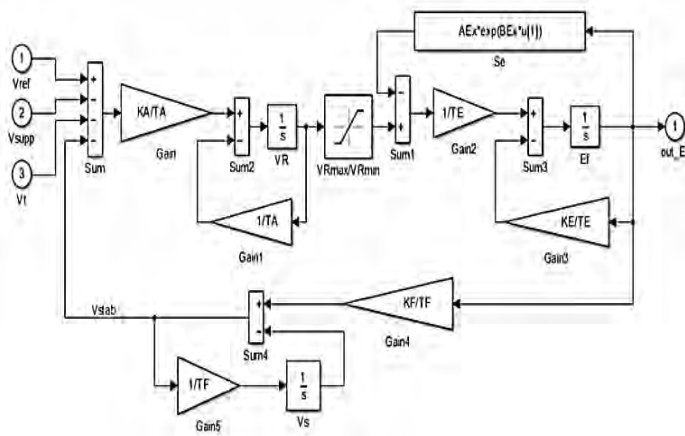 AEx*exp(BEx*u(1))
Se
1
Vref
2
Vsupp
3
Vt
Sum
KA/TA
Gain
Sum2
1
s
VR
VRmax/VRmin
Sum1
1/TE
Gain2
Sum3
1
s
Ef
1
out_E
1/TA
Gain1
KE/TE
Gain3
Vstab
Sum4
KF/TF
Gain4
1/TF
Gain5
1
s
Vs